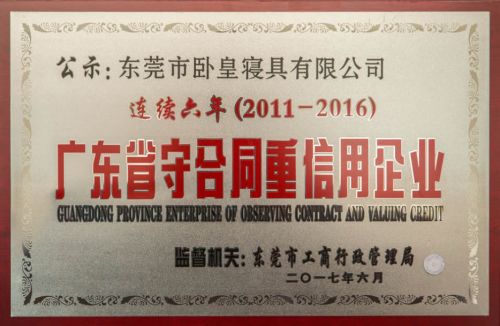 公示：东莞市卧皇寝具有限公司
连续六年(2011－2016)
广东省守合同重信用企业
GUANGDONG PROVINCE ENTERPRISE OF OBSERVING CONTRACT AND VALUING CREDIT
监督机关：东莞市工商行政管理局
二○一七年六月